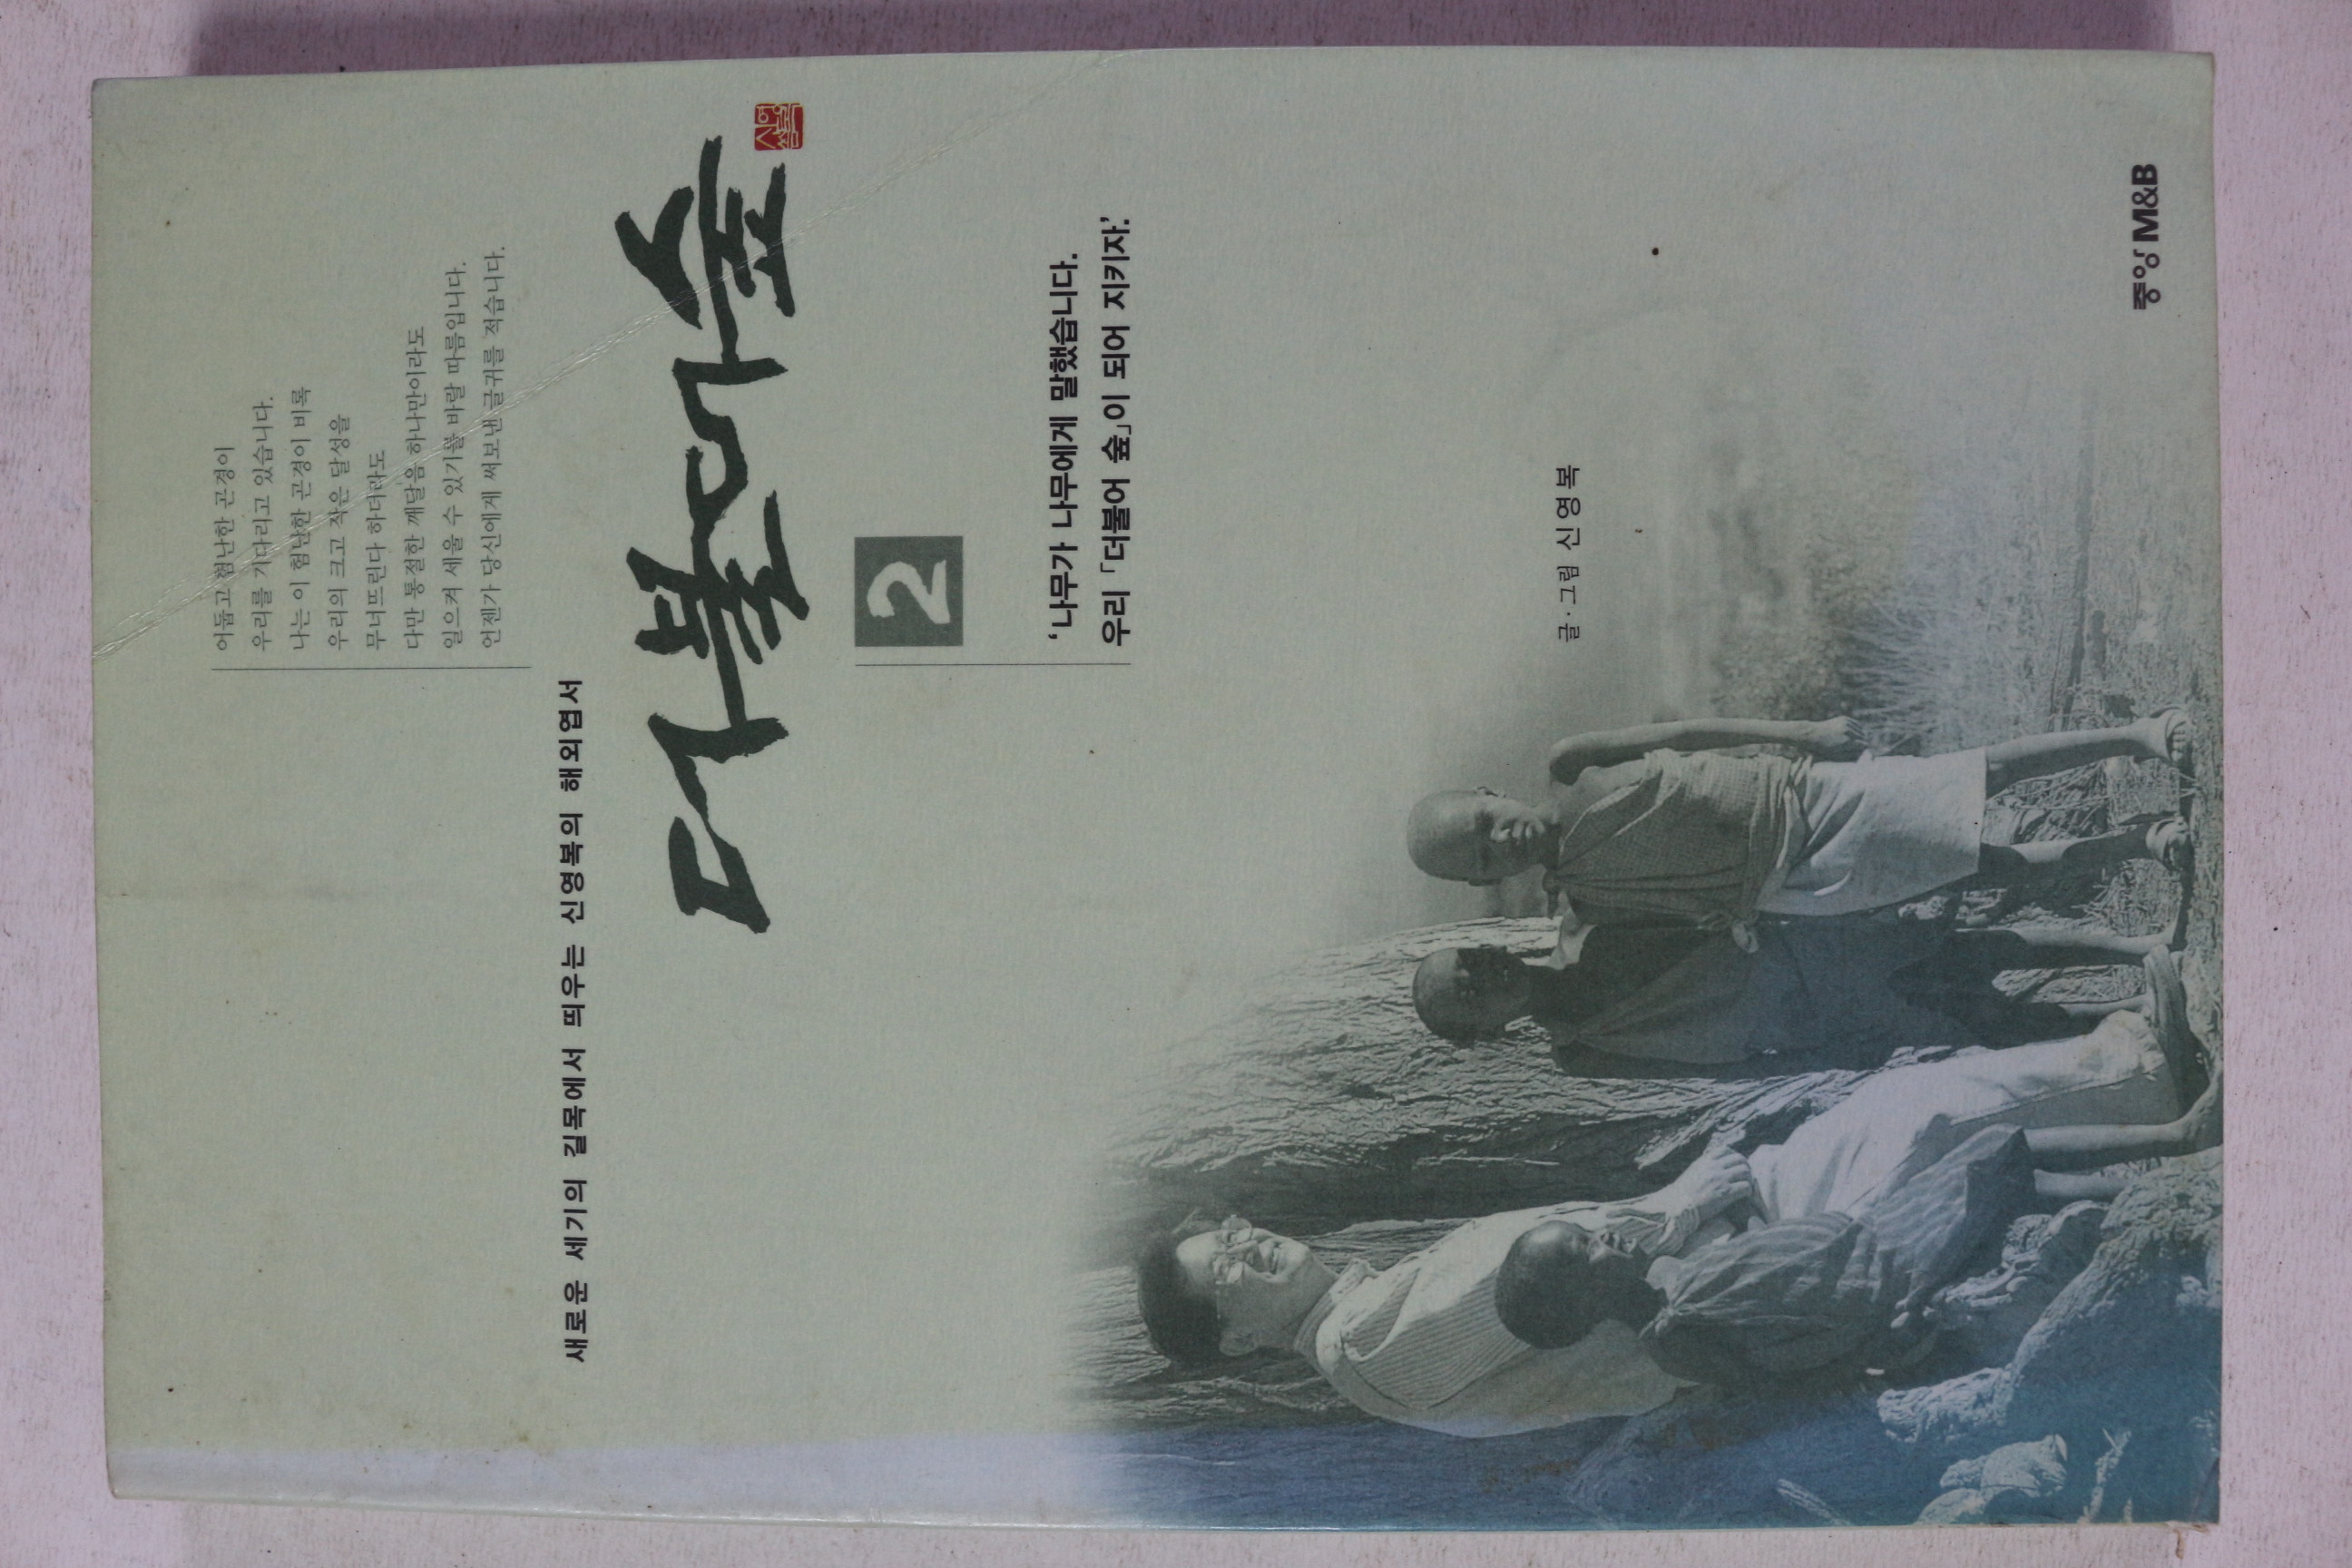 어둡고 험난한 곤경이
우리를 기다리고 있습니다.
나는 이 험난한 곤경이 비록
우리의 크고 작은 달성을
무너뜨린다 하더라도
다만 통절한 깨달음 하나만이라도
일으켜 세울 수 있기를 바랄 따름입니다.
언젠가 당신에게 써보낸 글귀를 적습니다.
새로운 세기의 길목에서 띄우는 신영복의 해외엽서
더불어숲
신영복
2
'나무가 나무에게 말했습니다.
우리 「더불어 숲」이 되어 지키자.'
글·그림 신영복
중앙M&B